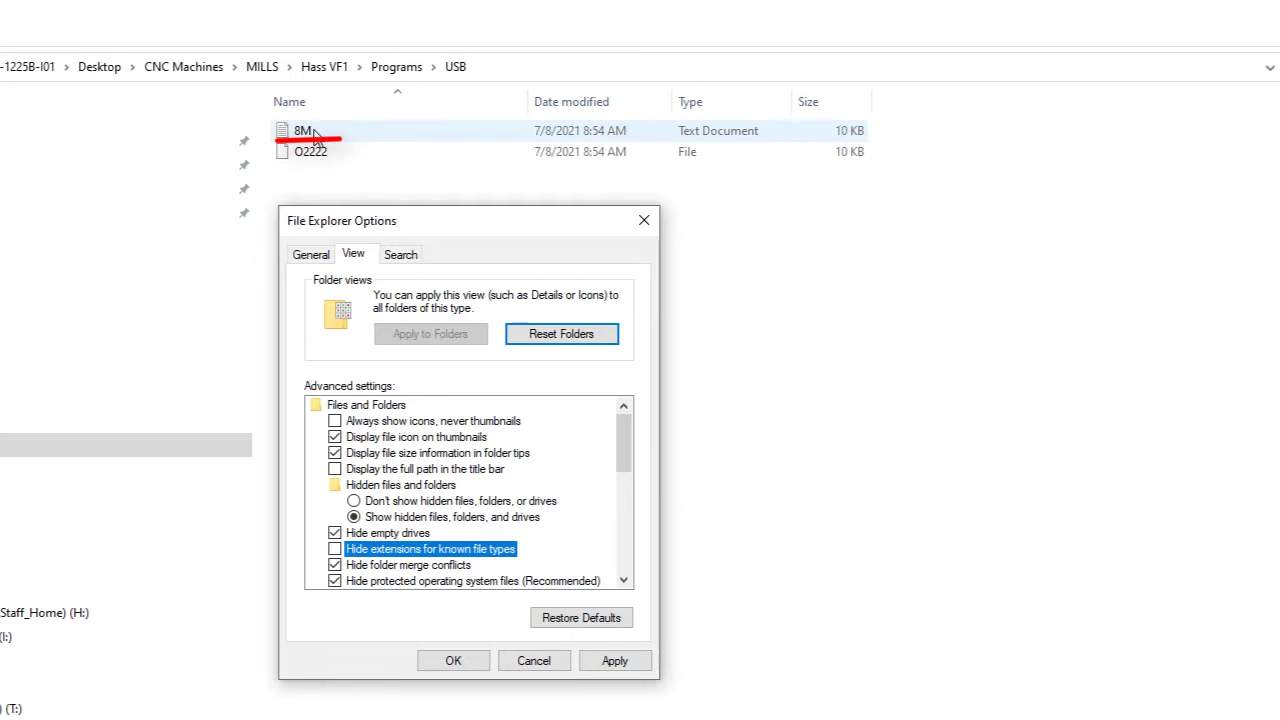 -1225B-I01 › Desktop › CNC Machines › MILLS › Hass VF1 › Programs › USB
Name Date modified Type Size
8M 7/8/2021 8:54 AM Text Document 10 KB
O2222 7/8/2021 8:54 AM File 10 KB
File Explorer Options
General View Search
Folder views
You can apply this view (such as Details or Icons) to
all folders of this type.
Apply to Folders Reset Folders
Advanced settings:
Files and Folders
Always show icons, never thumbnails
Display file icon on thumbnails
Display file size information in folder tips
Display the full path in the title bar
Hidden files and folders
Don't show hidden files, folders, or drives
Show hidden files, folders, and drives
Hide empty drives
Hide extensions for known file types
Hide folder merge conflicts
Hide protected operating system files (Recommended)
Restore Defaults
OK Cancel Apply
Staff_Home) (H:)
(I:)
) (T:)